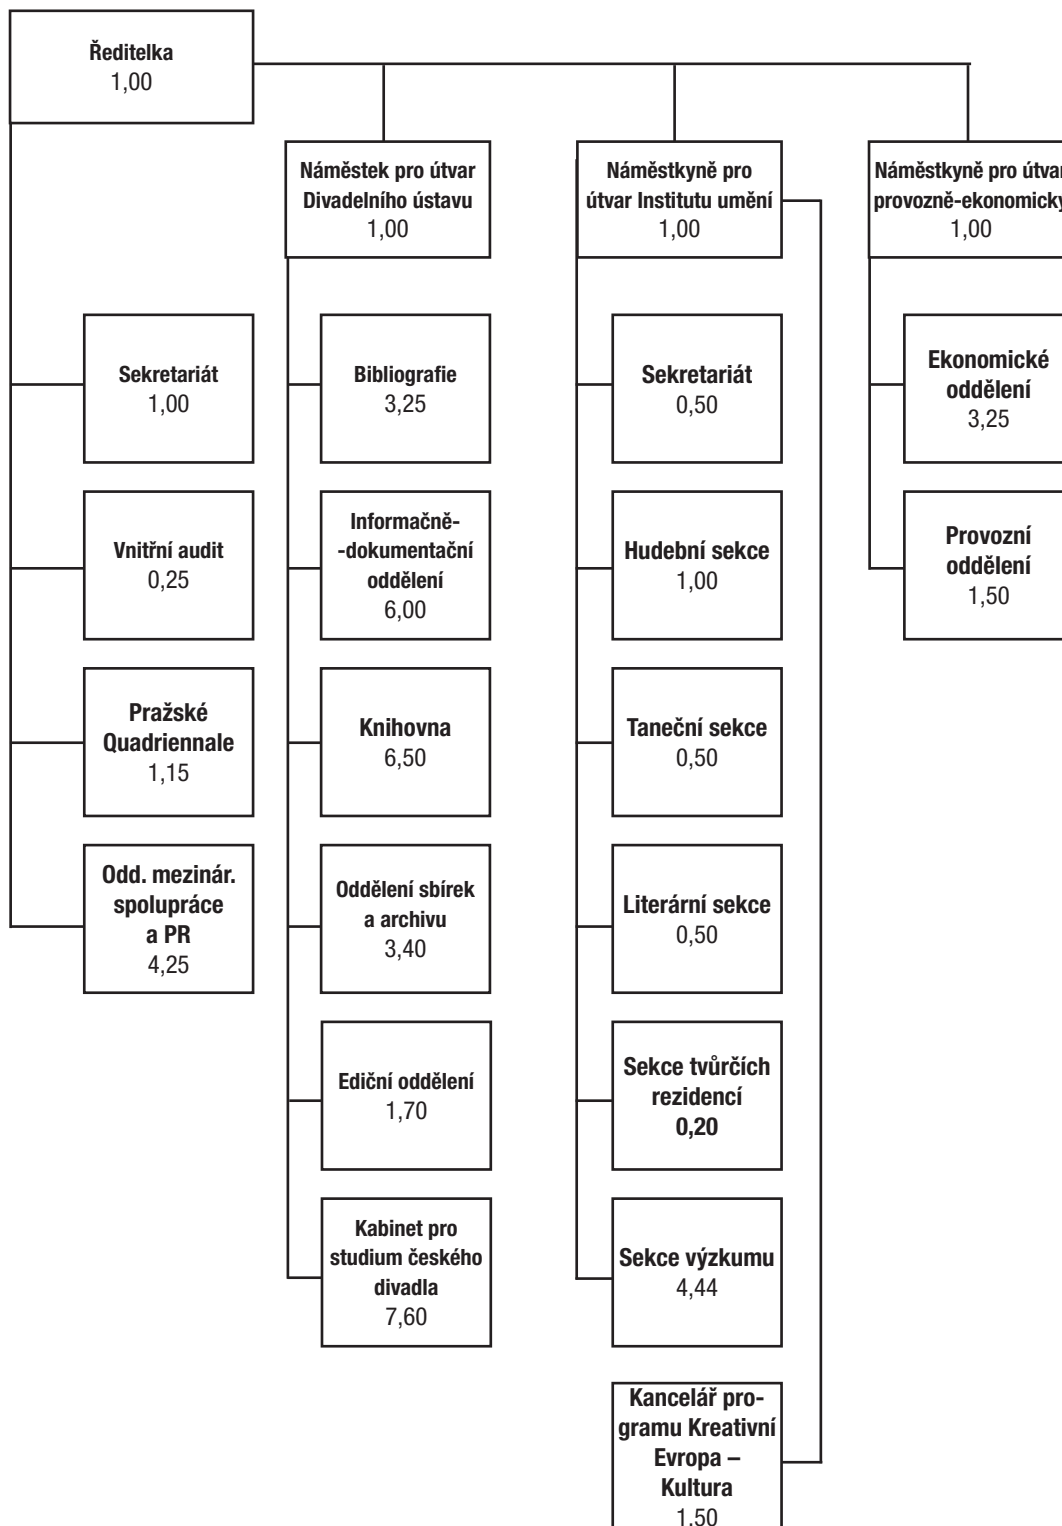 Ředitelka
1,00
Náměstek pro útvar
Divadelního ústavu
1,00
Náměstkyně pro
útvar Institutu umění
1,00
Náměstkyně pro útvar
provozně-ekonomický
1,00
Sekretariát
1,00
Bibliografie
3,25
Sekretariát
0,50
Ekonomické
oddělení
3,25
Vnitřní audit
0,25
Informačně-
-dokumentační
oddělení
6,00
Hudební sekce
1,00
Provozní
oddělení
1,50
Pražské
Quadriennale
1,15
Knihovna
6,50
Taneční sekce
0,50
Odd. mezinár.
spolupráce
a PR
4,25
Oddělení sbírek
a archivu
3,40
Literární sekce
0,50
Ediční oddělení
1,70
Sekce tvůrčích
rezidencí
0,20
Kabinet pro
studium českého
divadla
7,60
Sekce výzkumu
4,44
Kancelář pro-
gramu Kreativní
Evropa –
Kultura
1,50